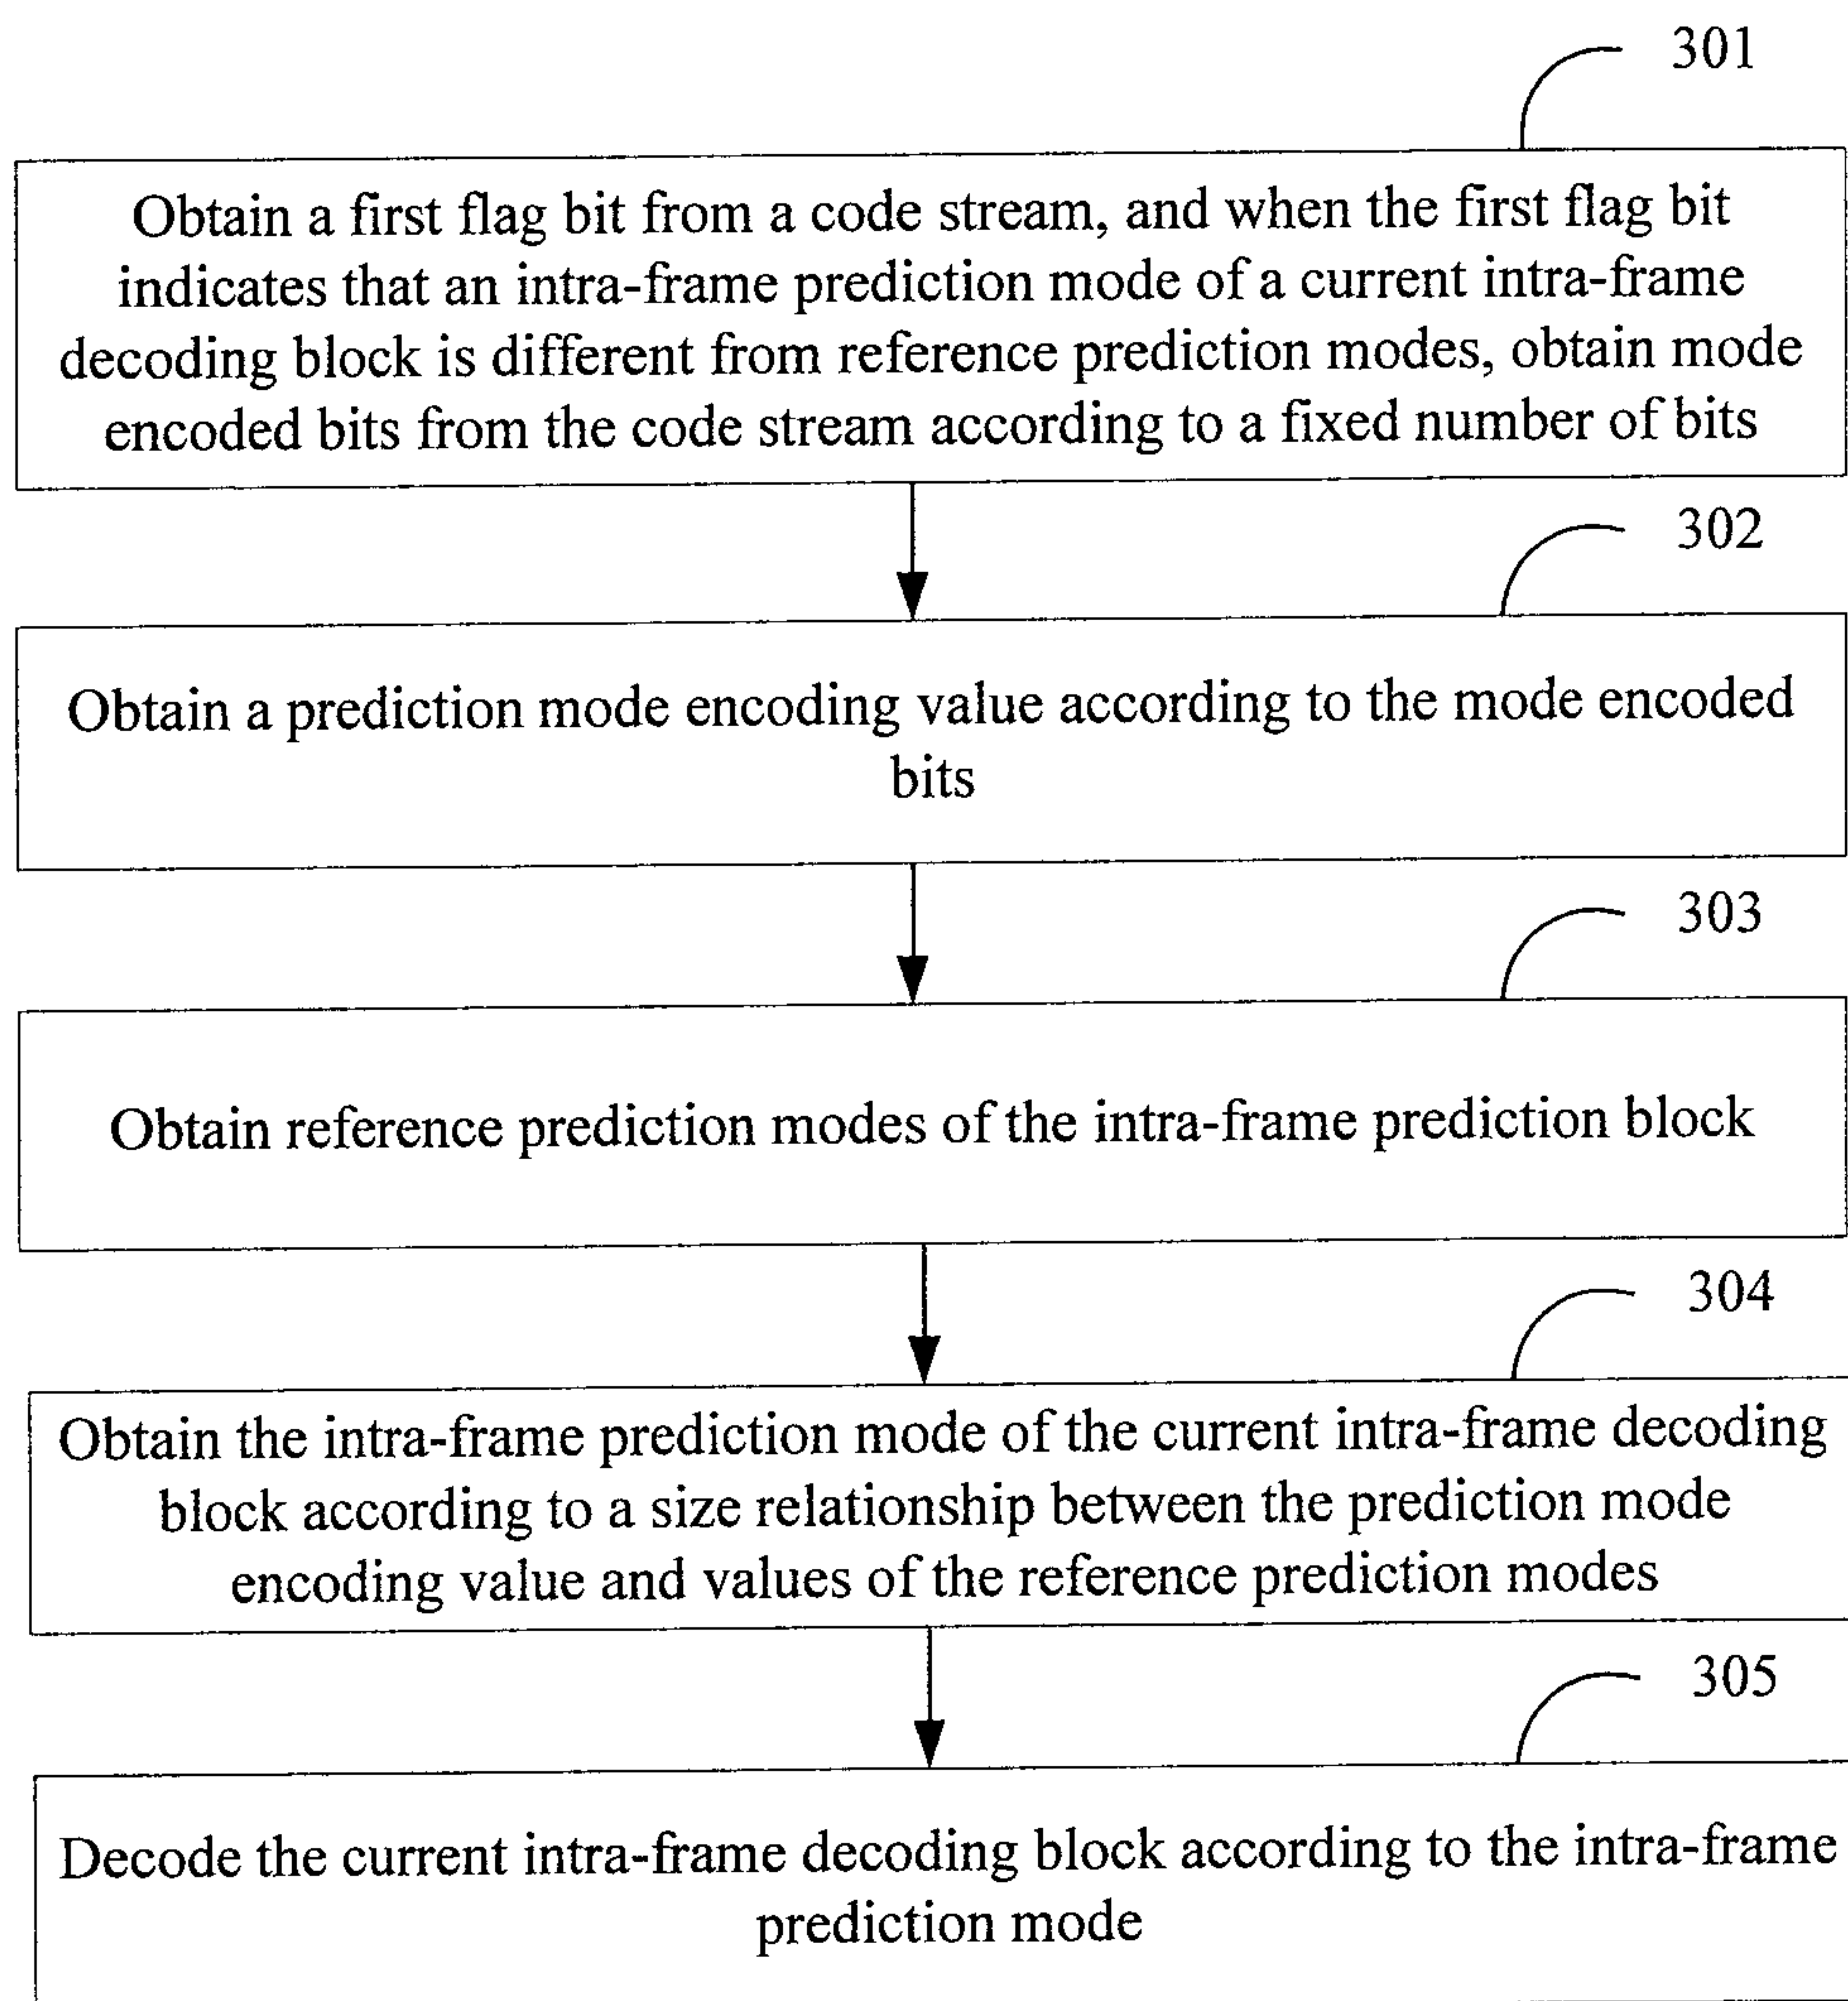 301
Obtain a first flag bit from a code stream, and when the first flag bit
indicates that an intra-frame prediction mode of a current intra-frame
decoding block is different from reference prediction modes, obtain mode
encoded bits from the code stream according to a fixed number of bits
302
Obtain a prediction mode encoding value according to the mode encoded
bits
303
Obtain reference prediction modes of the intra-frame prediction block
304
Obtain the intra-frame prediction mode of the current intra-frame decoding
block according to a size relationship between the prediction mode
encoding value and values of the reference prediction modes
305
Decode the current intra-frame decoding block according to the intra-frame
prediction mode